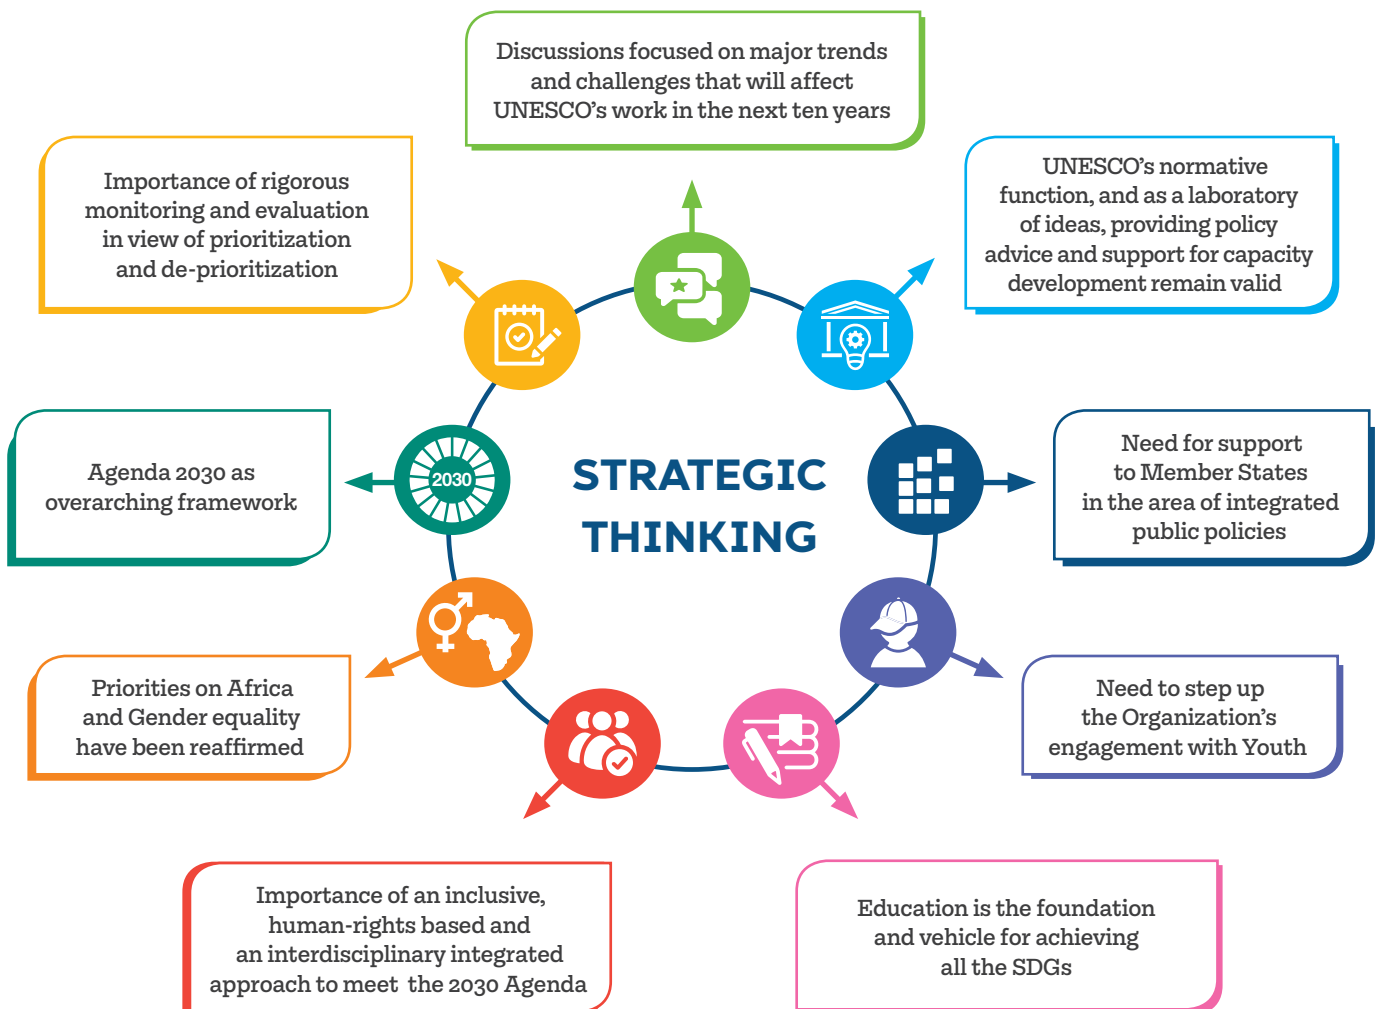 Discussions focused on major trends
and challenges that will affect
UNESCO's work in the next ten years
Importance of rigorous
monitoring and evaluation
in view of prioritization
and de-prioritization
UNESCO's normative
function, and as a laboratory
of ideas, providing policy
advice and support for capacity
development remain valid
Agenda 2030 as
overarching framework
2030
STRATEGIC
THINKING
Need for support
to Member States
in the area of integrated
public policies
Priorities on Africa
and Gender equality
have been reaffirmed
Need to step up
the Organization's
engagement with Youth
Importance of an inclusive,
human-rights based and
an interdisciplinary integrated
approach to meet the 2030 Agenda
Education is the foundation
and vehicle for achieving
all the SDGs